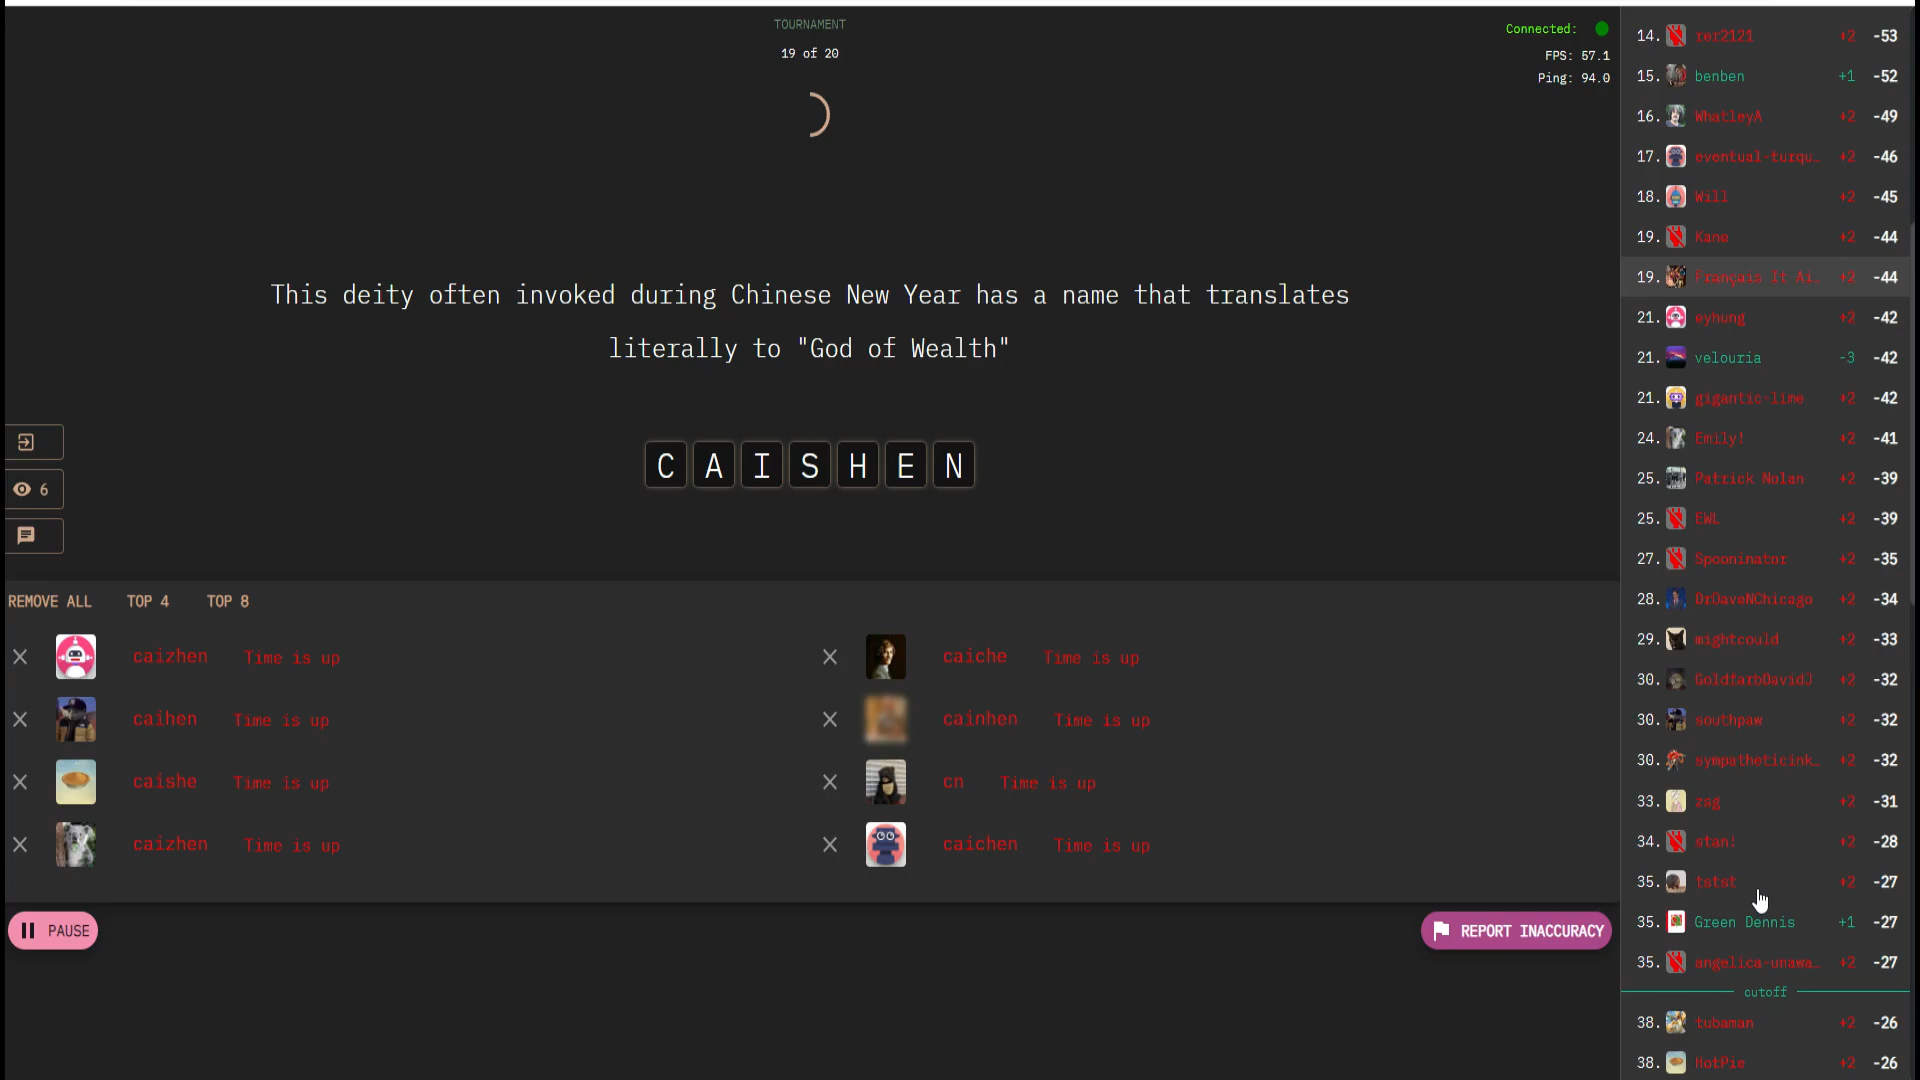 TOURNAMENT
19 of 20
Connected:
FPS: 57.1
Ping: 94.0
This deity often invoked during Chinese New Year has a name that translates
literally to "God of Wealth"
CAISHEN
6
REMOVE ALL TOP 4 TOP 8
caizhen Time is up
caiche Time is up
caihen Time is up
cainhen Time is up
caishe Time is up
cn Time is up
caizhen Time is up
caichen Time is up
PAUSE
REPORT INACCURACY
14. rer2121 +2 -53
15. benben +1 -52
16. WhatleyA +2 -49
17. eventual-turqu… +2 -46
18. Will +2 -45
19. Kane +2 -44
19. Français It Ai… +2 -44
21. eyhung +2 -42
21. velouria -3 -42
21. gigantic-lime +2 -42
24. Emily! +2 -41
25. Patrick Nolan +2 -39
25. EWL +2 -39
27. Spooninator +2 -35
28. DrDaveNChicago +2 -34
29. mightcould +2 -33
30. GoldfarbDavidJ +2 -32
30. southpaw +2 -32
30. sympatheticink… +2 -32
33. zsg +2 -31
34. stan! +2 -28
35. tstst +2 -27
35. Green Dennis +1 -27
35. angelica-unawa… +2 -27
cutoff
38. tubaman +2 -26
38. HotPie +2 -26